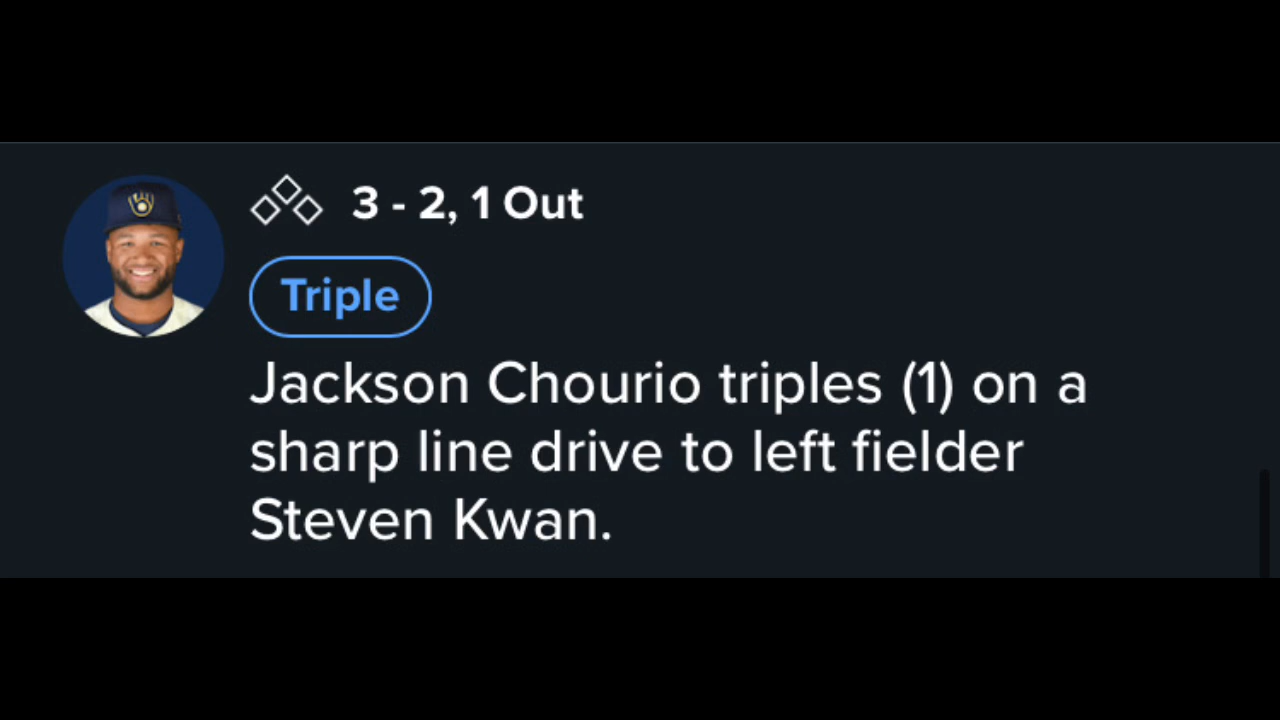 3 - 2, 1 Out
Triple
Jackson Chourio triples (1) on a
sharp line drive to left fielder
Steven Kwan.